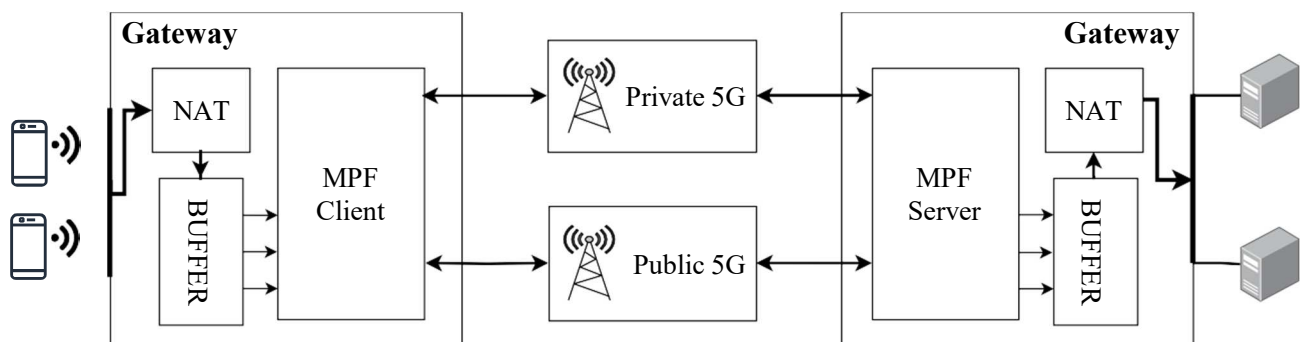 Gateway
NAT
BUFFER
MPF
Client
Private 5G
Public 5G
Gateway
MPF
Server
NAT
BUFFER